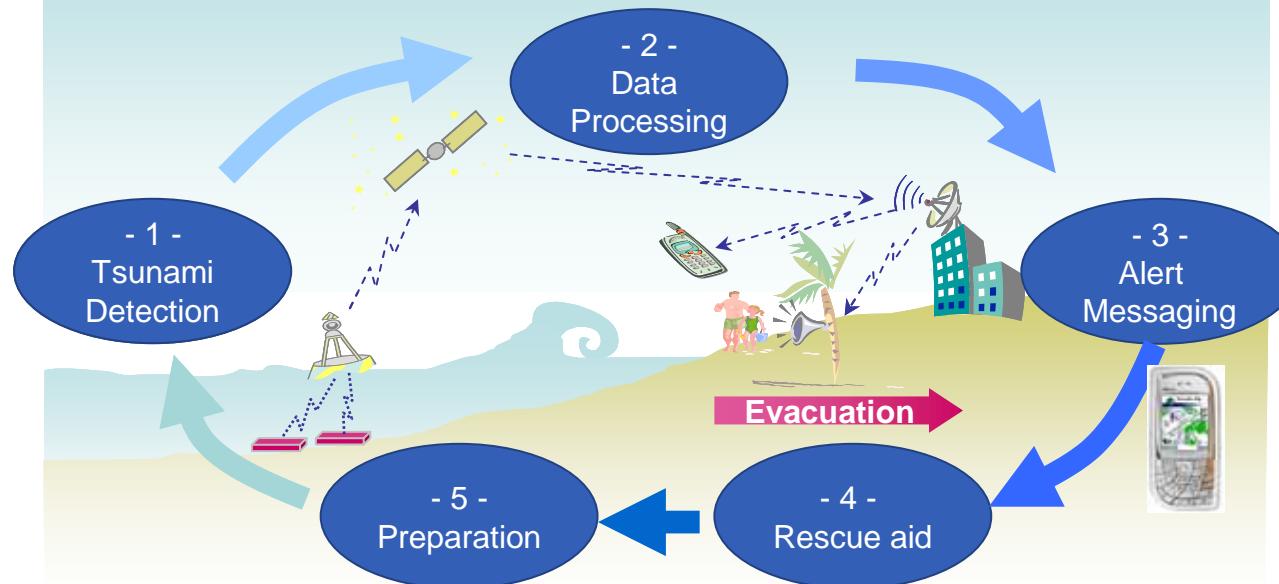 - 1 -
Tsunami
Detection
- 2 -
Data
Processing
- 3 -
Alert
Messaging
Evacuation
- 4 -
Rescue aid
- 5 -
Preparation